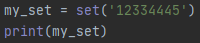 my_set = set('12334445')
print(my_set)